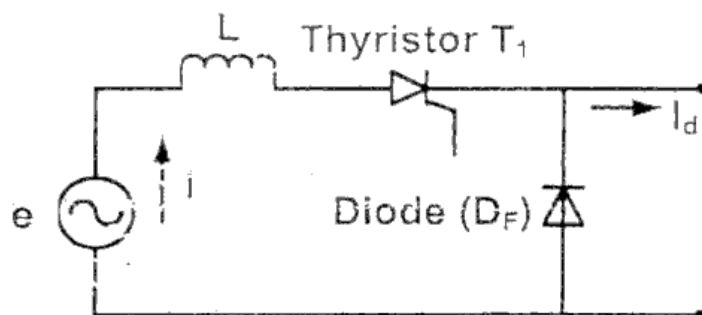 L
Thyristor T₁
I_d
i
e
Diode (D_F)